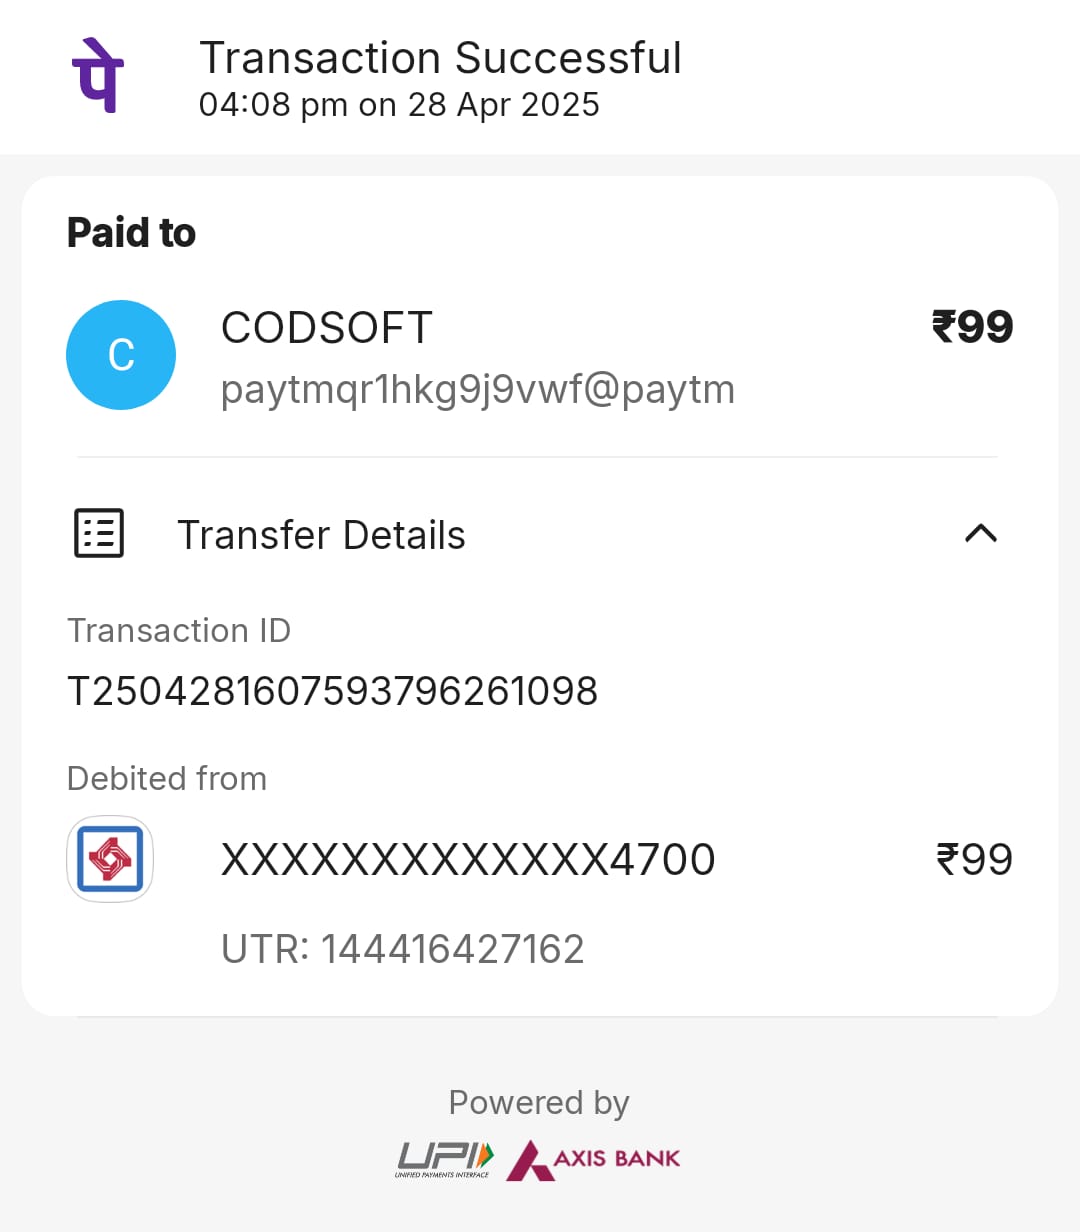 पे
Transaction Successful
04:08 pm on 28 Apr 2025
Paid to
C
CODSOFT
₹99
paytmqr1hkg9j9vwf@paytm
Transfer Details
Transaction ID
T2504281607593796261098
Debited from
XXXXXXXXXXXXX4700
₹99
UTR: 144416427162
Powered by
UPI
UNIFIED PAYMENTS INTERFACE
AXIS BANK